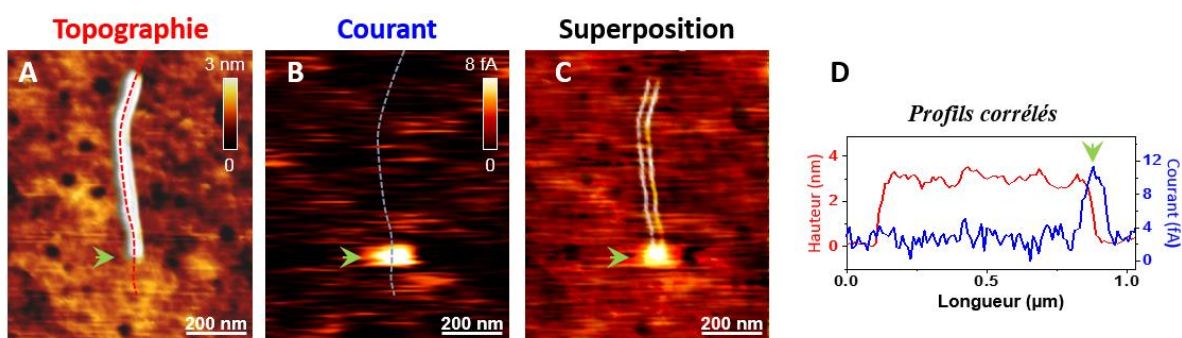 Topographie
Courant
Superposition
A
3 nm
0
200 nm
B
8 fA
0
200 nm
C
200 nm
D
Profils corrélés
Hauteur (nm)
4
2
0
Courant (fA)
12
8
4
0
0.0
0.5
1.0
Longueur (µm)